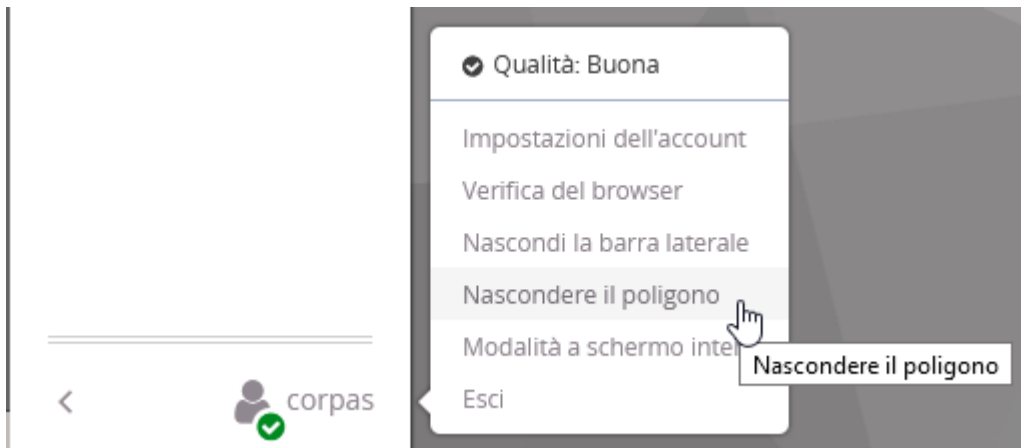 Qualità: Buona
Impostazioni dell'account
Verifica del browser
Nascondi la barra laterale
Nascondere il poligono
Modalità a schermo inte
Nascondere il poligono
corpas
Esci